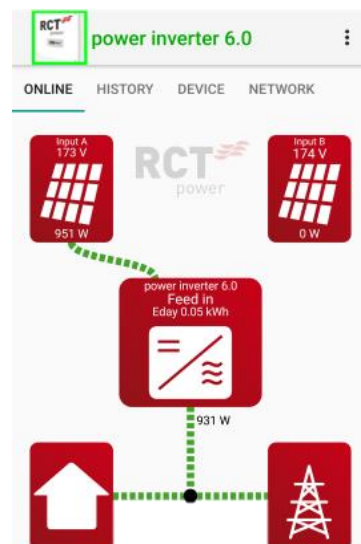 RCT
power inverter 6.0
ONLINE HISTORY DEVICE NETWORK
Input A
173 V
951 W
RCT
power
Input B
174 V
0 W
power inverter 6.0
Feed in
Eday 0.05 kWh
931 W